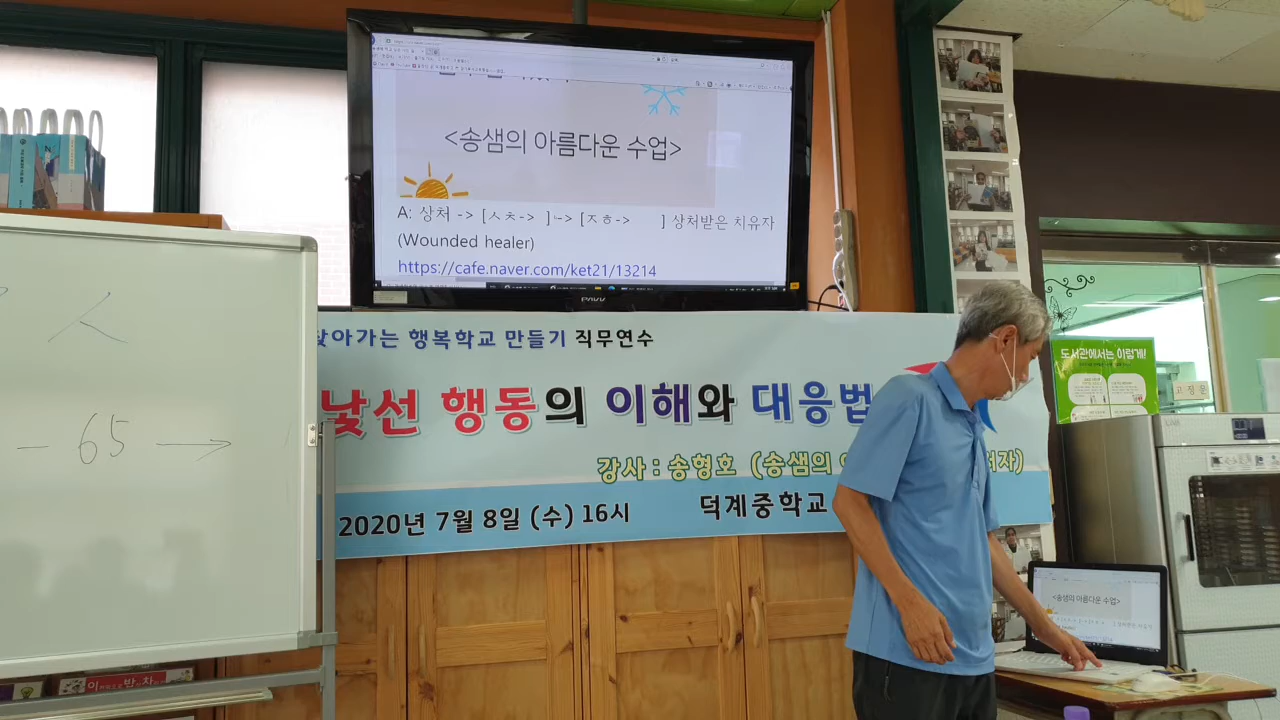 <송샘의 아름다운 수업>
A: 상처 -> [ㅅㅊ-> ]-> [ㅈㅎ-> ] 상처받은 치유자
(Wounded healer)
https://cafe.naver.com/ket21/13214
찾아가는 행복학교 만들기 직무연수
낯선 행동의 이해와 대응법
강사 : 송형호 (송샘의
저자)
2020년 7월 8일 (수) 16시
덕계중학교
人
- 65 →
도서관에서는 이렇게!
<송샘의 아름다운 수업>